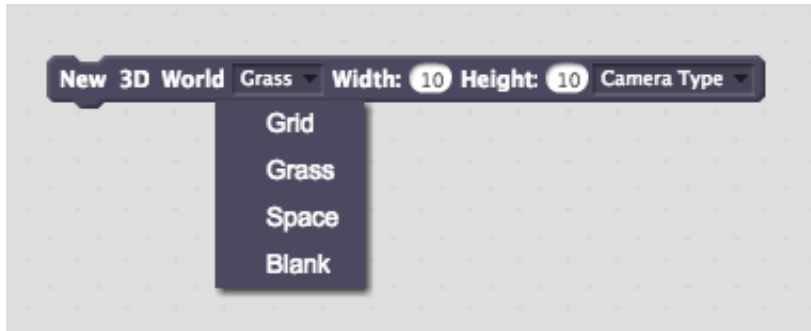 New 3D World Grass Width: 10 Height: 10 Camera Type
Grid
Grass
Space
Blank